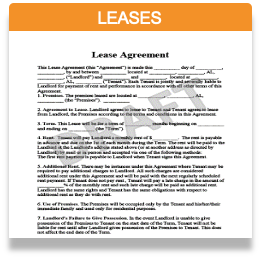 LEASES
Lease Agreement
This Lease Agreement (this "Agreement") is made this day of
by and between located at , AL,
("Landlord") and located at
, AL, ("Tenant"). Each Tenant is jointly and severally liable to
Landlord for payment of rent and performance in accordance with all other terms of this
Agreement.
1. Premises. The premises leased are located at , AL,
(the "Premises").
2. Agreement to Lease. Landlord agrees to lease to Tenant and Tenant agrees to lease
from Landlord, the Premises according to the terms and conditions in this Agreement.
3. Term. This Lease will be for a term of months beginning on
and ending on
4. Rent. Tenant will pay Landlord a monthly rent of $ . The rent is payable
in advance and due on the 1st of each month during the Term. The rent will be paid to the
Landlord at the Landlord's address stated above (or at another address as directed by
Landlord) by mail or in person and accepted via one of the following methods:
The first
is payable to Landlord when Tenant signs this Agreement.
5. Additional Rent. There may be instances under this Agreement where Tenant may be
required to pay additional charges to Landlord. All such charges are considered
additional rent under this Agreement and will be paid with the next regularly scheduled
rent payment. If Tenant does not pay rent, Tenant will pay a late charge in the amount of
% of the monthly rent and such late charge will be paid as additional rent.
Landlord has the same rights and Tenant has the same obligations with respect to
additional rent as they do with rent.
6. Use of Premises. The Premises will be occupied only by the Tenant and his/her/their
immediate family and used only for residential purposes.
7. Landlord's Failure to Give Possession. In the event Landlord is unable to give
possession of the Premises to Tenant on the start date of the Term, Tenant will not be
liable for rent until after Landlord gives possession of the Premises to Tenant. This does
not affect the end date of the Term.
DRAFT